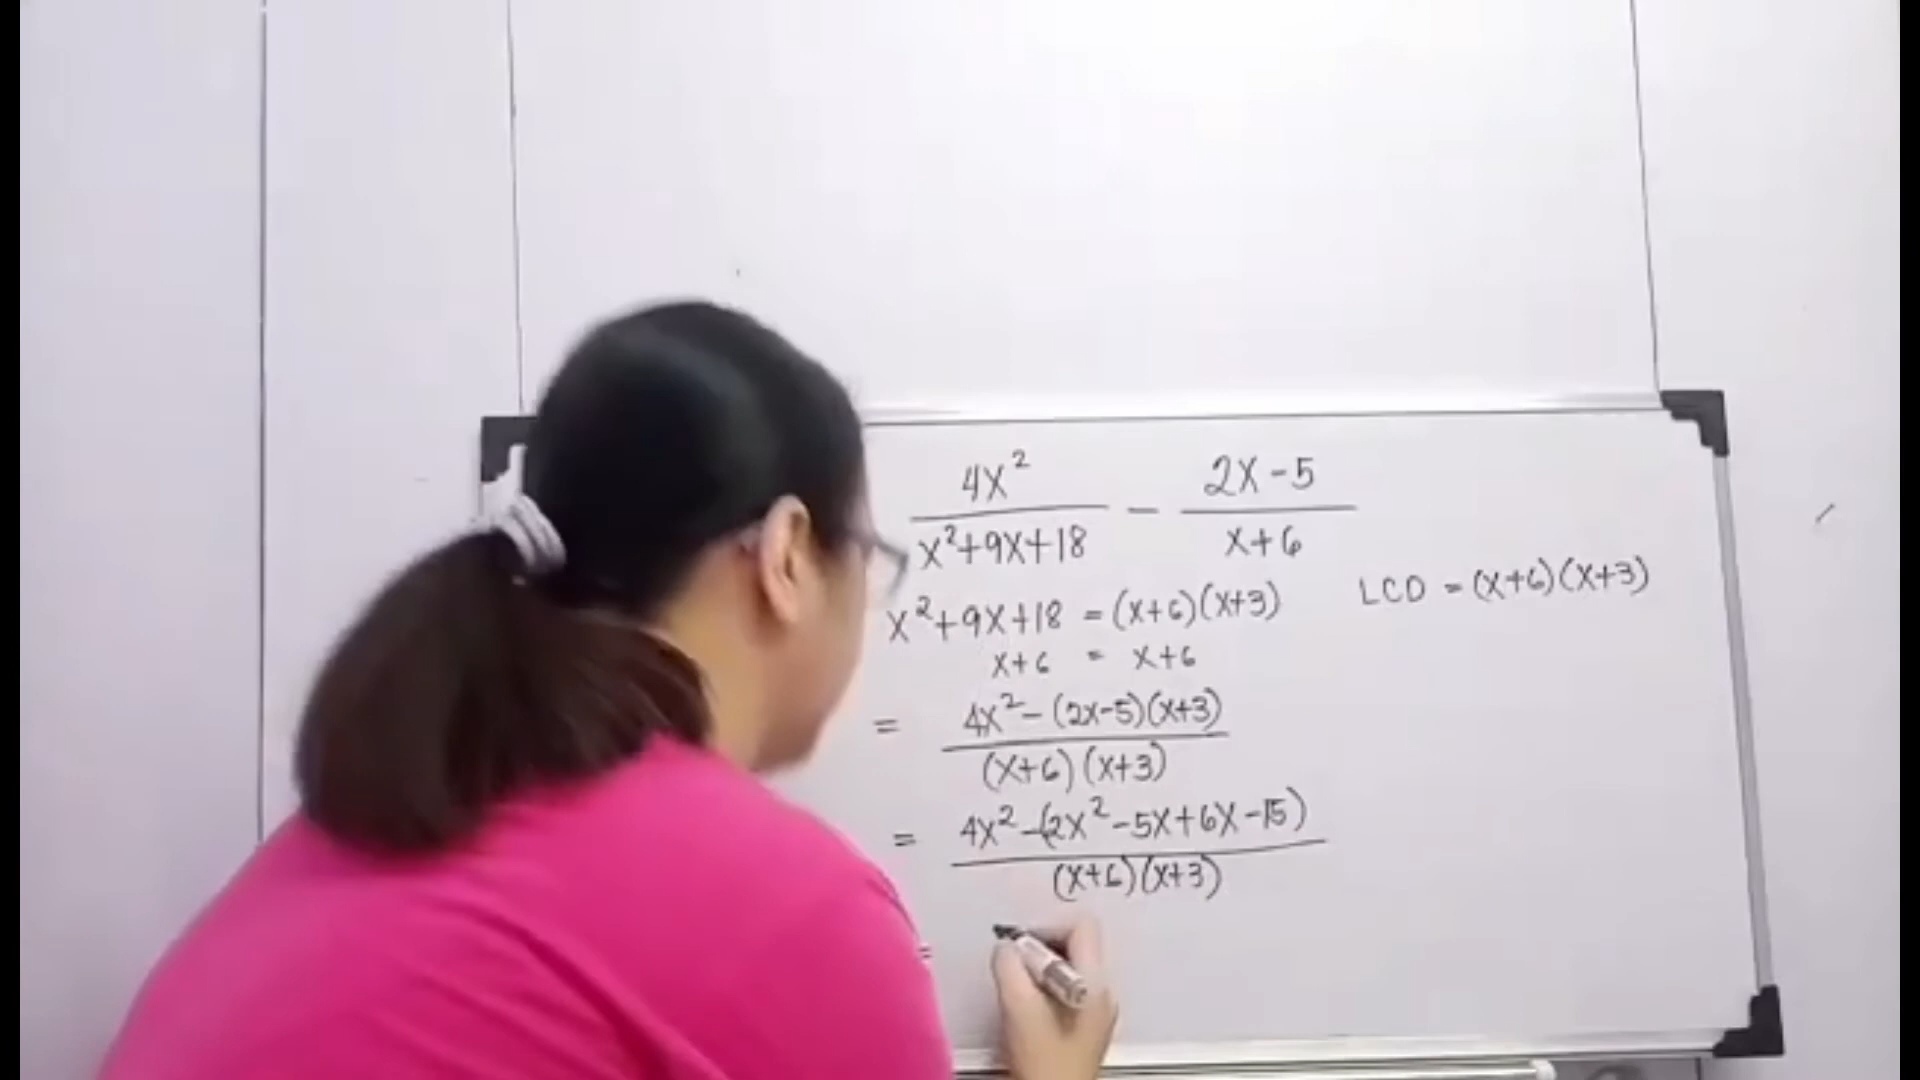 4x² / x²+9x+18 - 2x-5 / x+6
x²+9x+18 = (x+6)(x+3) LCD = (x+6)(x+3)
x+6 = x+6
= 4x²-(2x-5)(x+3) / (x+6)(x+3)
= 4x²-(2x²-5x+6x-15) / (x+6)(x+3)
=